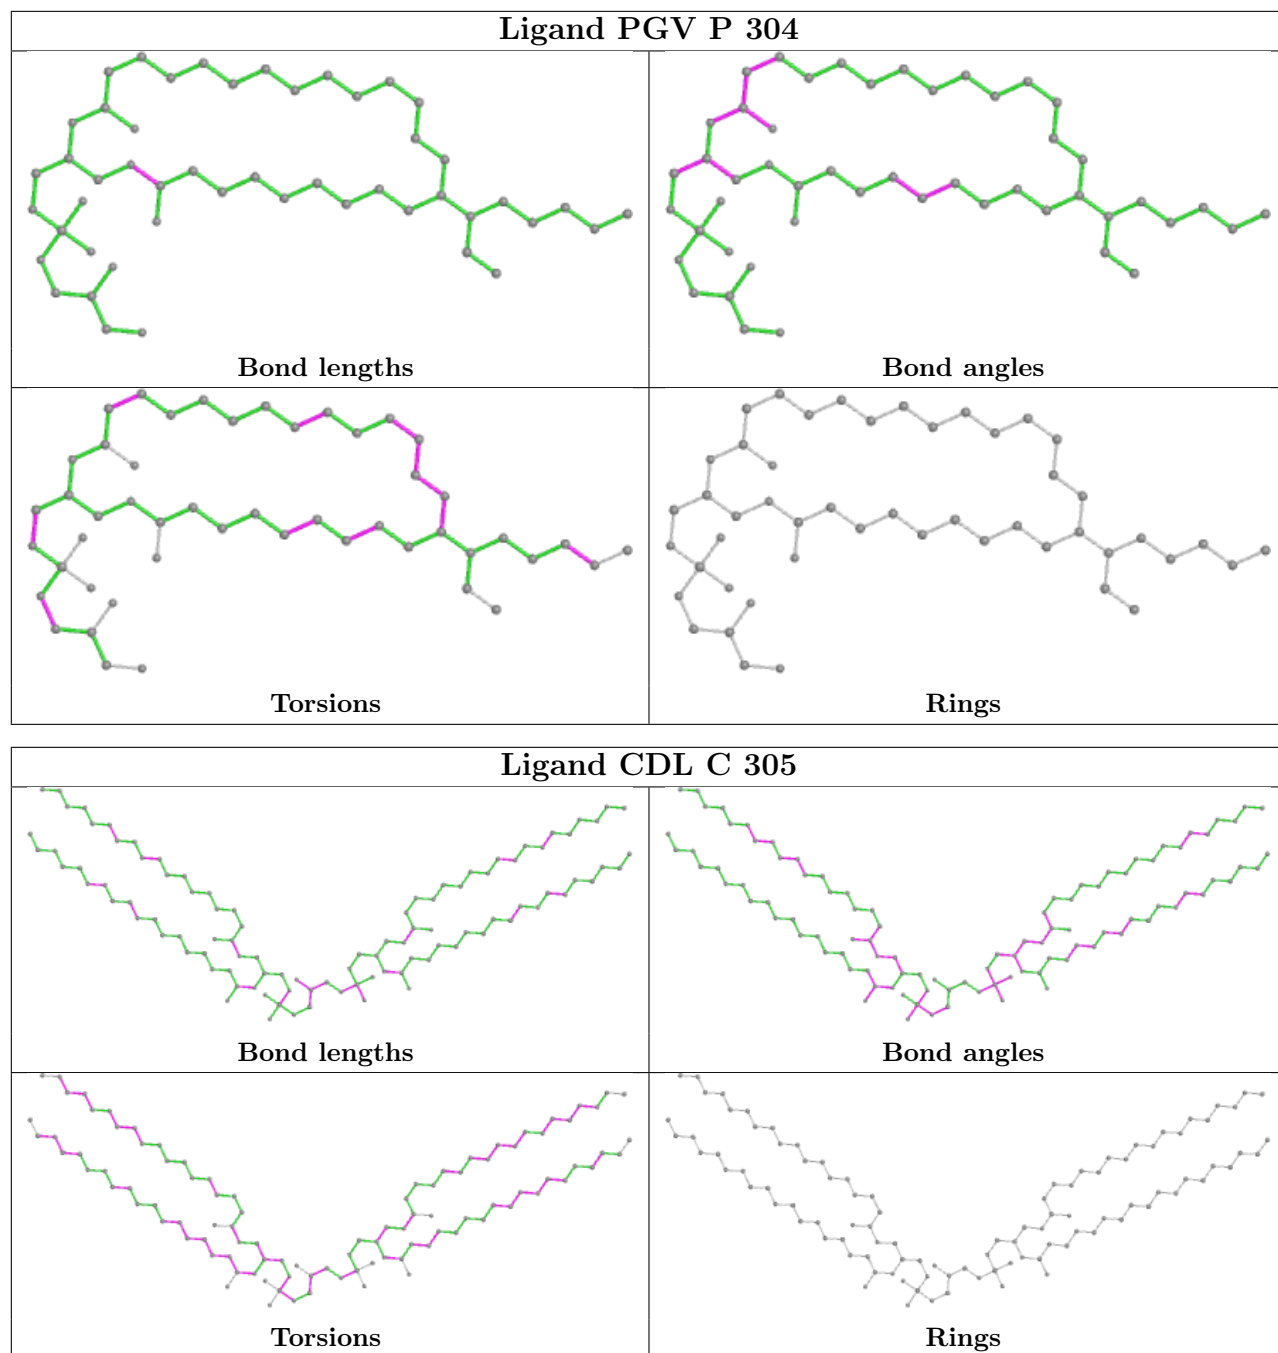 Ligand PGV P 304
Bond lengths
Bond angles
Torsions
Rings
Ligand CDL C 305
Bond lengths
Bond angles
Torsions
Rings